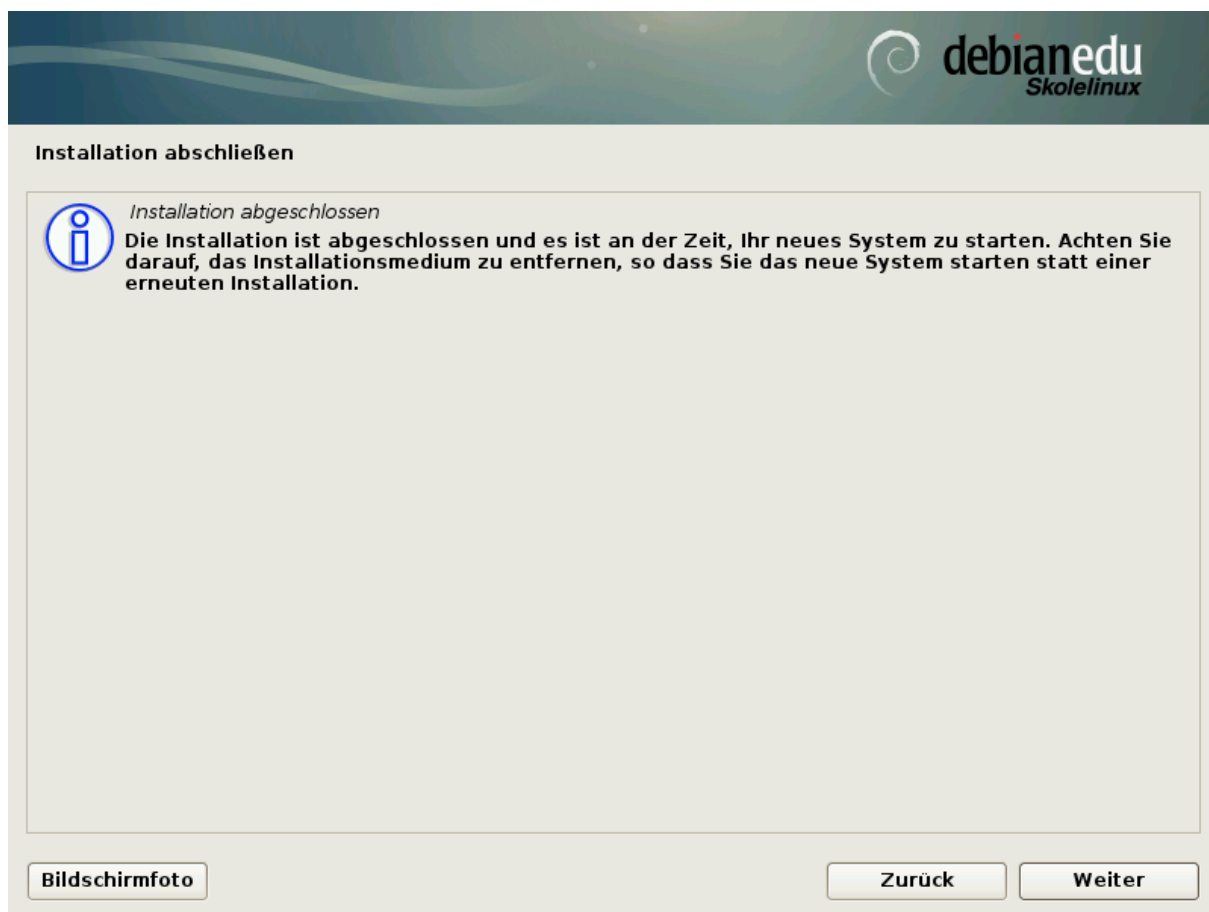 debianedu
Skolelinux
Installation abschließen
Installation abgeschlossen
Die Installation ist abgeschlossen und es ist an der Zeit, Ihr neues System zu starten. Achten Sie
darauf, das Installationsmedium zu entfernen, so dass Sie das neue System starten statt einer
erneuten Installation.
Bildschirmfoto
Zurück
Weiter